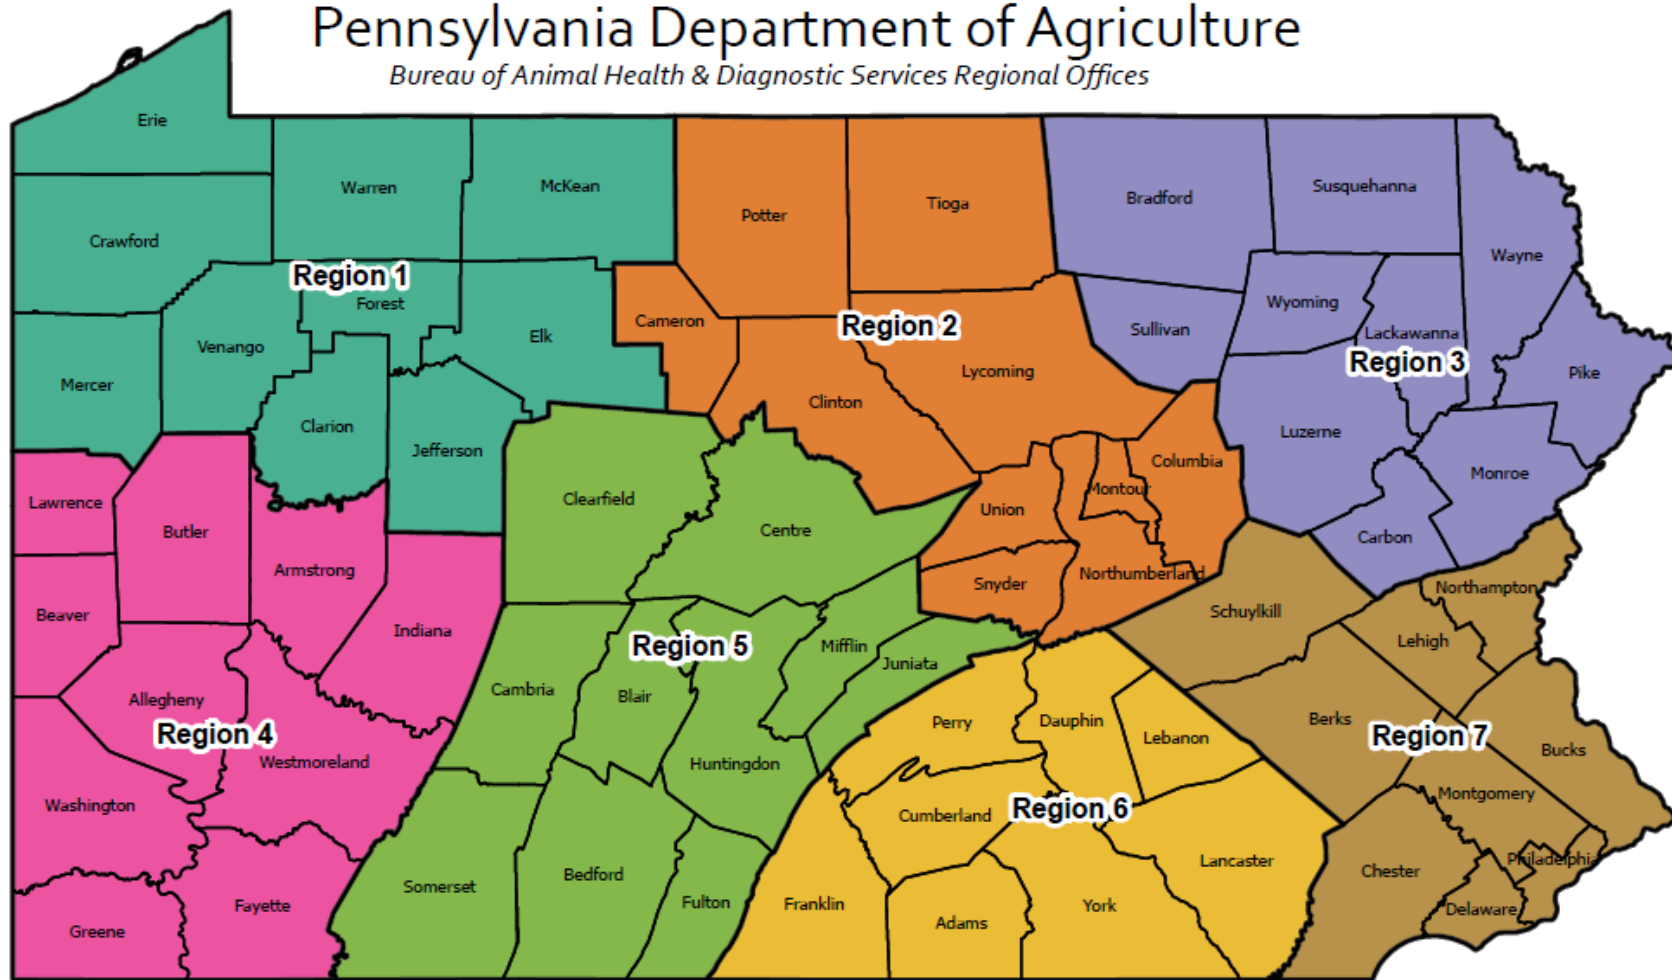 Pennsylvania Department of Agriculture
Bureau of Animal Health & Diagnostic Services Regional Offices
Erie
Warren
McKean
Crawford
Region 1
Forest
Venango
Elk
Mercer
Clarion
Jefferson
Potter
Tioga
Cameron
Region 2
Lycoming
Clinton
Columbia
Montour
Union
Snyder
Northumberland
Bradford
Susquehanna
Wayne
Wyoming
Sullivan
Lackawanna
Region 3
Pike
Luzerne
Monroe
Carbon
Lawrence
Butler
Armstrong
Beaver
Indiana
Allegheny
Region 4
Westmoreland
Washington
Fayette
Greene
Clearfield
Centre
Region 5
Mifflin
Juniata
Cambria
Blair
Huntingdon
Somerset
Bedford
Fulton
Perry
Dauphin
Lebanon
Cumberland
Region 6
Lancaster
Franklin
Adams
York
Northampton
Schuylkill
Lehigh
Berks
Region 7
Bucks
Montgomery
Philadelphia
Chester
Delaware